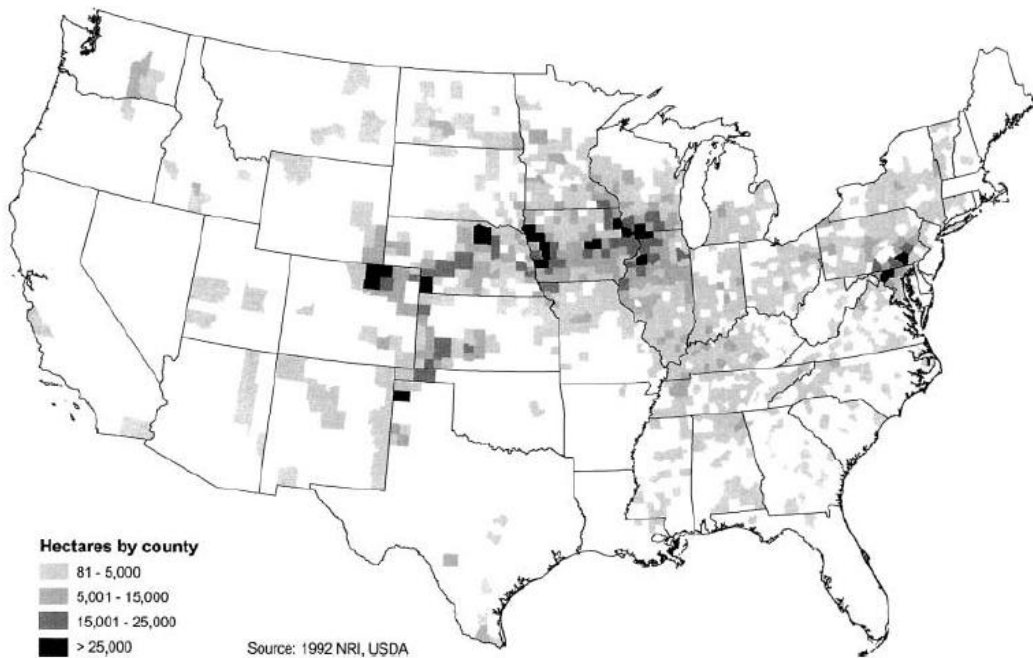 Hectares by county
81 - 5,000
5,001 - 15,000
15,001 - 25,000
> 25,000
Source: 1992 NRI, USDA